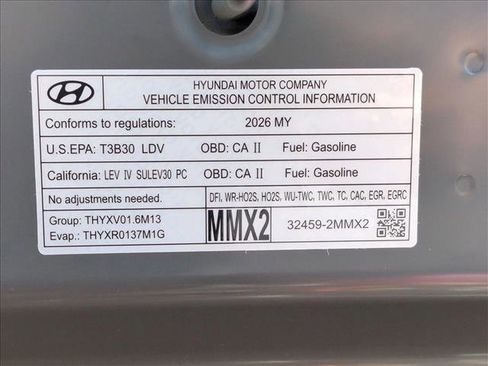 HYUNDAI MOTOR COMPANY
VEHICLE EMISSION CONTROL INFORMATION
Conforms to regulations: 2026 MY
U.S.EPA: T3B30 LDV OBD: CA II Fuel: Gasoline
California: LEV IV SULEV30 PC OBD: CA II Fuel: Gasoline
No adjustments needed. DFI, WR-HO2S, HO2S, WU-TWC, TWC, TC, CAC, EGR, EGRC
Group: THYXV01.6M13
Evap.: THYXR0137M1G
MMX2 32459-2MMX2